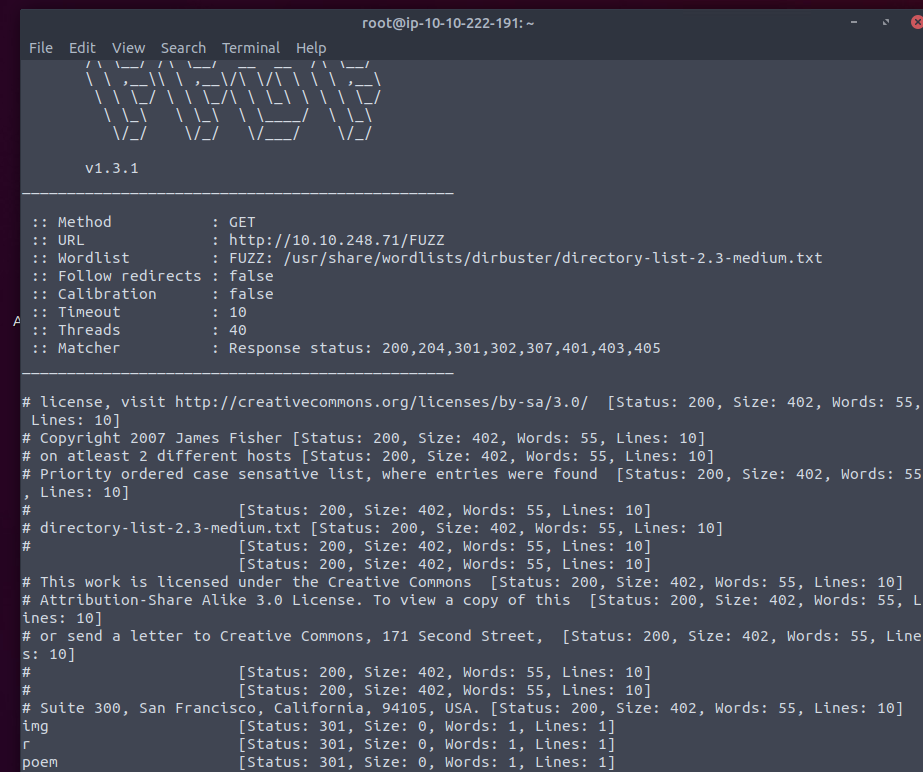 root@ip-10-10-222-191: ~
File Edit View Search Terminal Help
v1.3.1
________________________________________________
:: Method : GET
:: URL : http://10.10.248.71/FUZZ
:: Wordlist : FUZZ: /usr/share/wordlists/dirbuster/directory-list-2.3-medium.txt
:: Follow redirects : false
:: Calibration : false
:: Timeout : 10
:: Threads : 40
:: Matcher : Response status: 200,204,301,302,307,401,403,405
________________________________________________
# license, visit http://creativecommons.org/licenses/by-sa/3.0/ [Status: 200, Size: 402, Words: 55,
Lines: 10]
# Copyright 2007 James Fisher [Status: 200, Size: 402, Words: 55, Lines: 10]
# on atleast 2 different hosts [Status: 200, Size: 402, Words: 55, Lines: 10]
# Priority ordered case sensative list, where entries were found [Status: 200, Size: 402, Words: 55
, Lines: 10]
# [Status: 200, Size: 402, Words: 55, Lines: 10]
# directory-list-2.3-medium.txt [Status: 200, Size: 402, Words: 55, Lines: 10]
# [Status: 200, Size: 402, Words: 55, Lines: 10]
[Status: 200, Size: 402, Words: 55, Lines: 10]
# This work is licensed under the Creative Commons [Status: 200, Size: 402, Words: 55, Lines: 10]
# Attribution-Share Alike 3.0 License. To view a copy of this [Status: 200, Size: 402, Words: 55, L
ines: 10]
# or send a letter to Creative Commons, 171 Second Street, [Status: 200, Size: 402, Words: 55, Line
s: 10]
# [Status: 200, Size: 402, Words: 55, Lines: 10]
# [Status: 200, Size: 402, Words: 55, Lines: 10]
# Suite 300, San Francisco, California, 94105, USA. [Status: 200, Size: 402, Words: 55, Lines: 10]
img [Status: 301, Size: 0, Words: 1, Lines: 1]
r [Status: 301, Size: 0, Words: 1, Lines: 1]
poem [Status: 301, Size: 0, Words: 1, Lines: 1]